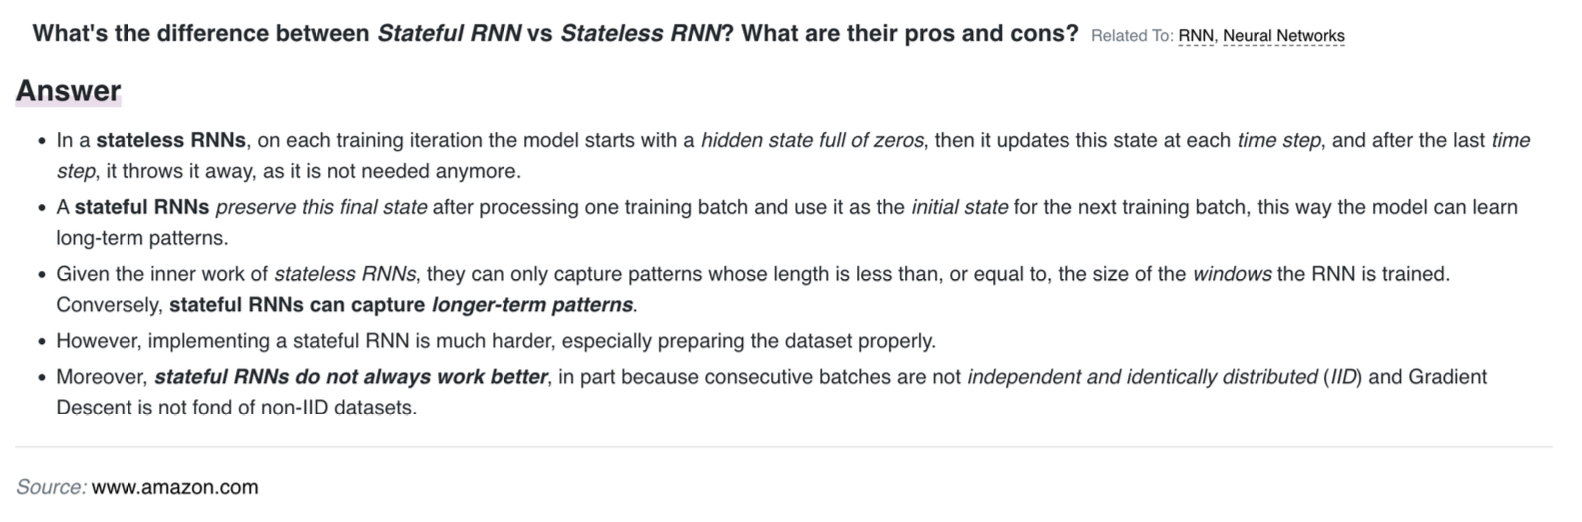 What's the difference between Stateful RNN vs Stateless RNN? What are their pros and cons? Related To: RNN, Neural Networks
Answer
• In a stateless RNNs, on each training iteration the model starts with a hidden state full of zeros, then it updates this state at each time step, and after the last time
step, it throws it away, as it is not needed anymore.
• A stateful RNNs preserve this final state after processing one training batch and use it as the initial state for the next training batch, this way the model can learn
long-term patterns.
• Given the inner work of stateless RNNs, they can only capture patterns whose length is less than, or equal to, the size of the windows the RNN is trained.
Conversely, stateful RNNs can capture longer-term patterns.
• However, implementing a stateful RNN is much harder, especially preparing the dataset properly.
• Moreover, stateful RNNs do not always work better, in part because consecutive batches are not independent and identically distributed (IID) and Gradient
Descent is not fond of non-IID datasets.
Source: www.amazon.com